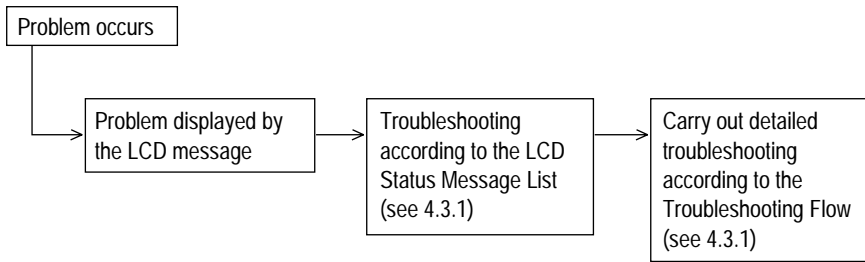 Problem occurs
Problem displayed by
the LCD message
Troubleshooting
according to the LCD
Status Message List
(see 4.3.1)
Carry out detailed
troubleshooting
according to the
Troubleshooting Flow
(see 4.3.1)